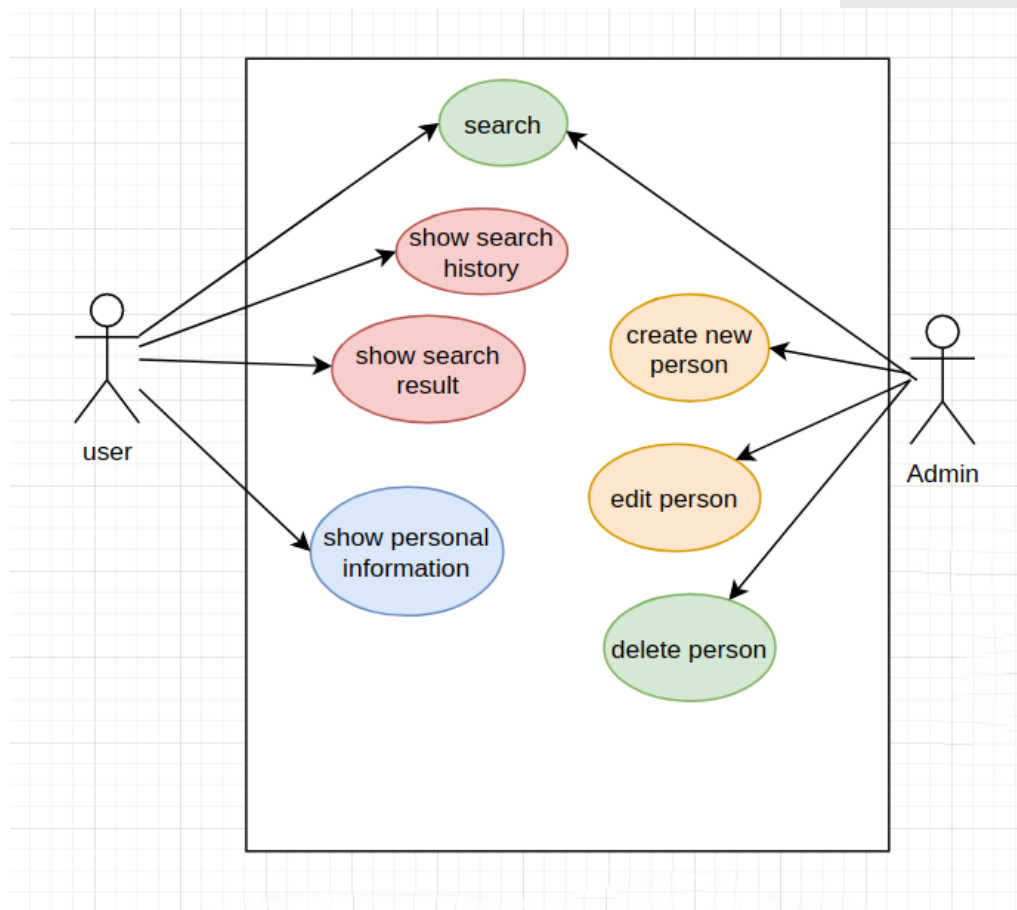 search
show search
history
show search
result
create new
person
user
Admin
edit person
show personal
information
delete person